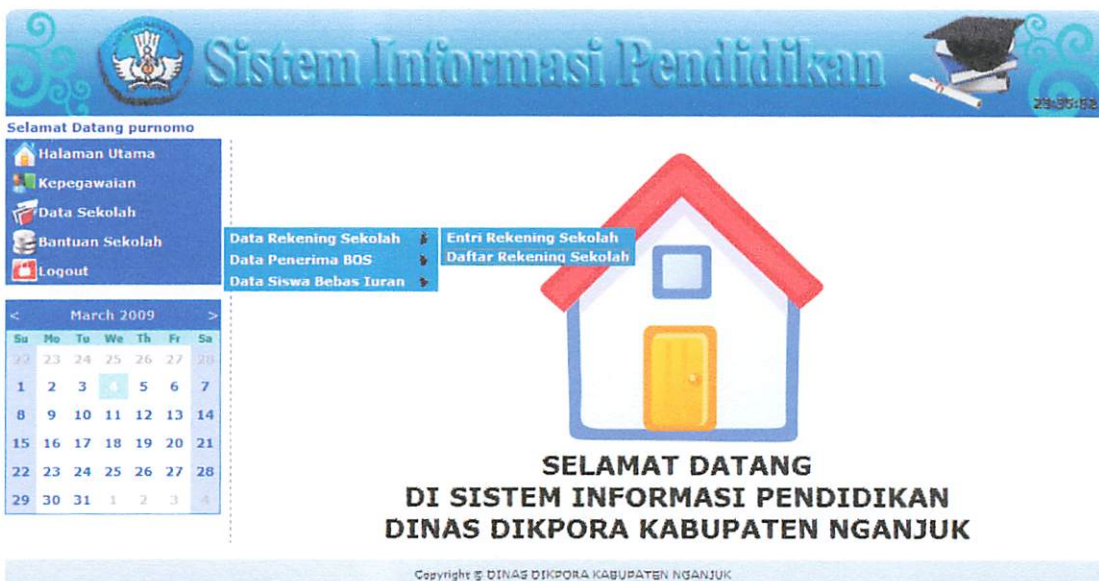 Sistem Informasi Pendidikan
23:35:52
Selamat Datang purnomo
Halaman Utama
Kepegawaian
Data Sekolah
Bantuan Sekolah
Logout
Data Rekening Sekolah
Data Penerima BOS
Data Siswa Bebas Iuran
Entri Rekening Sekolah
Daftar Rekening Sekolah
< March 2009 >
Su Mo Tu We Th Fr Sa
22 23 24 25 26 27 28
1 2 3 4 5 6 7
8 9 10 11 12 13 14
15 16 17 18 19 20 21
22 23 24 25 26 27 28
29 30 31 1 2 3 4
SELAMAT DATANG
DI SISTEM INFORMASI PENDIDIKAN
DINAS DIKPORA KABUPATEN NGANJUK
Copyright © DINAS DIKPORA KABUPATEN NGANJUK